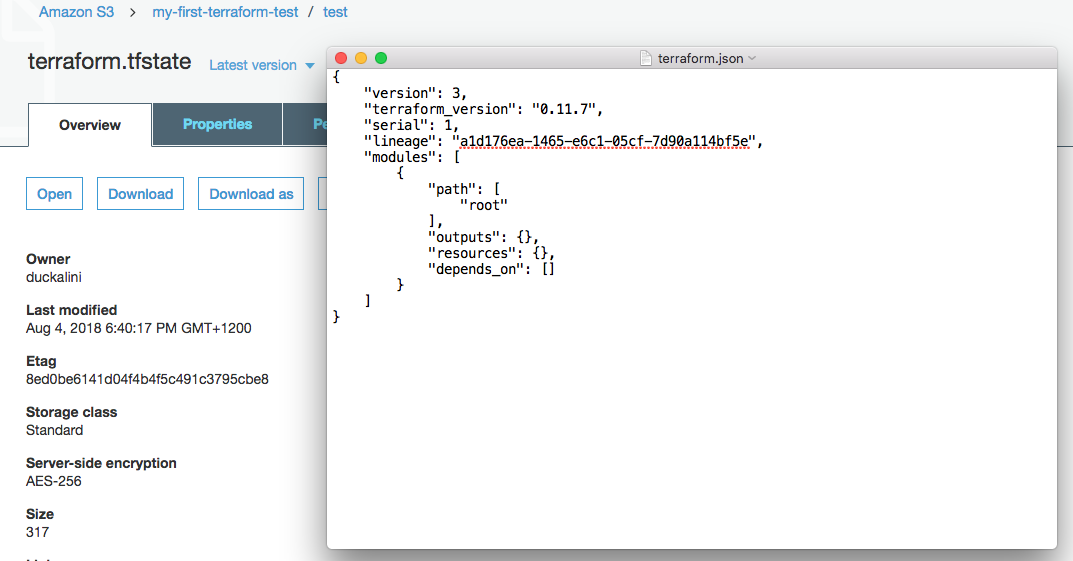 Amazon S3 > my-first-terraform-test / test
terraform.tfstate
Latest version
Overview
Properties
Open
Download
Download as
Owner
duckalini
Last modified
Aug 4, 2018 6:40:17 PM GMT+1200
Etag
8ed0be6141d04f4b4f5c491c3795cbe8
Storage class
Standard
Server-side encryption
AES-256
Size
317
terraform.json
{
    "version": 3,
    "terraform_version": "0.11.7",
    "serial": 1,
    "lineage": "a1d176ea-1465-e6c1-05cf-7d90a114bf5e",
    "modules": [
        {
            "path": [
                "root"
            ],
            "outputs": {},
            "resources": {},
            "depends_on": []
        }
    ]
}